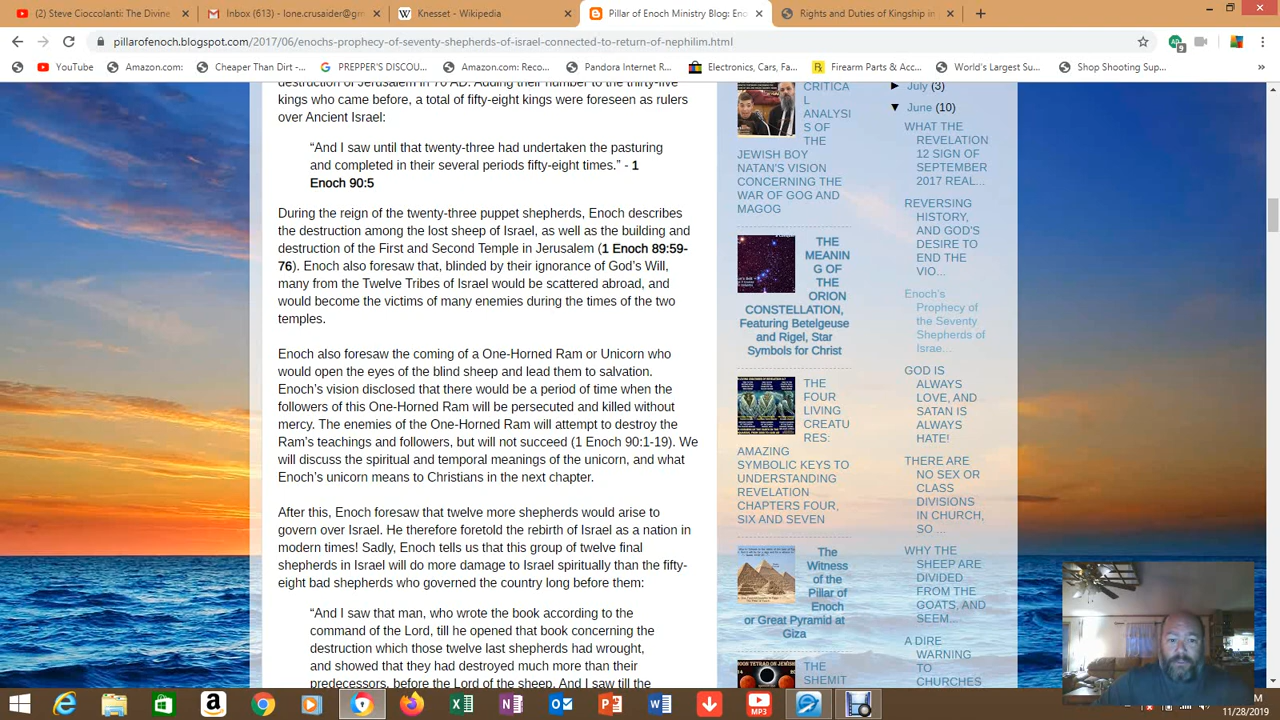 (2) Steve Cioccolanti: The Divine
Inbox (613) - lone.crusaider@gm
Knesset - Wikipedia
Pillar of Enoch Ministry Blog: Eno
Rights and Duties of Kingship in
pillarofenoch.blogspot.com/2017/06/enochs-prophecy-of-seventy-sherpherds-of-israel-connected-to-return-of-nephilim.html
9
YouTube
Amazon.com:
Cheaper Than Dirt -...
PREPPER'S DISCOU...
Amazon.com: Reco...
Pandora Internet R...
Electronics, Cars, Fa...
Firearm Parts & Acc...
World's Largest Su...
Shop Shooting Sup...
»
destruction of Jerusalem in 70 AD. Adding their number to the thirty-five
kings who came before, a total of fifty-eight kings were foreseen as rulers
over Ancient Israel:
“And I saw until that twenty-three had undertaken the pasturing
and completed in their several periods fifty-eight times.” - 1
Enoch 90:5
During the reign of the twenty-three puppet shepherds, Enoch describes
the destruction among the lost sheep of Israel, as well as the building and
destruction of the First and Second Temple in Jerusalem (1 Enoch 89:59-
76). Enoch also foresaw that, blinded by their ignorance of God’s Will,
many from the Twelve Tribes of Israel would be scattered abroad, and
would become the victims of many enemies during the times of the two
temples.
Enoch also foresaw the coming of a One-Horned Ram or Unicorn who
would open the eyes of the blind sheep and lead them to salvation.
Enoch’s vision disclosed that there would be a period of time when the
followers of this One-Horned Ram will be persecuted and killed without
mercy. The enemies of the One-Horned Ram will attempt to destroy the
Ram’s teachings and followers, but will not succeed (1 Enoch 90:1-19). We
will discuss the spiritual and temporal meanings of the unicorn, and what
Enoch’s unicorn means to Christians in the next chapter.
After this, Enoch foresaw that twelve more shepherds would arise to
govern over Israel. He therefore foretold the rebirth of Israel as a nation in
modern times! Sadly, Enoch tells us that this group of twelve final
shepherds in Israel will do more damage to Israel spiritually than the fifty-
eight bad shepherds who governed the country long before them:
“And I saw that man, who wrote the book according to the
command of the Lord, till he opened that book concerning the
destruction which those twelve last shepherds had wrought,
and showed that they had destroyed much more than their
predecessors, before the Lord of the sheep. And I saw till the
CRITICA
L
ANALYSI
S OF
THE
JEWISH BOY
NATAN'S VISION
CONCERNING THE
WAR OF GOG AND
MAGOG
THE
MEANIN
G OF
THE
ORION
CONSTELLATION,
Featuring Betelgeuse
and Rigel, Star
Symbols for Christ
THE
FOUR
LIVING
CREATU
RES:
AMAZING
SYMBOLIC KEYS TO
UNDERSTANDING
REVELATION
CHAPTERS FOUR,
SIX AND SEVEN
The
Witness
of the
Pillar of
Enoch
or Great Pyramid at
Giza
THE
SHEMIT
► July (3)
▼ June (10)
WHAT THE
REVELATION
12 SIGN OF
SEPTEMBER
2017 REAL...
REVERSING
HISTORY,
AND GOD'S
DESIRE TO
END THE
VIO...
Enoch’s
Prophecy of
the Seventy
Shepherds of
Israe...
GOD IS
ALWAYS
LOVE, AND
SATAN IS
ALWAYS
HATE!
THERE ARE
NO SEX OR
CLASS
DIVISIONS
IN CHURCH,
SO ...
WHY THE
SHEEP ARE
DIVIDED
FROM THE
GOATS, AND
SEEM...
A DIRE
WARNING
TO
CHURCHES
MP3
11/28/2019